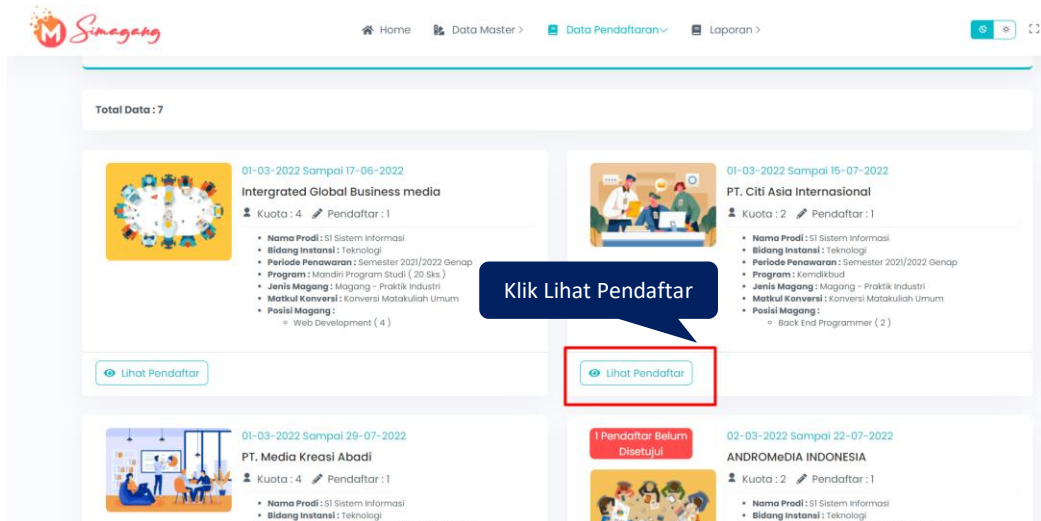 Simagang
Home Data Master > Data Pendaftaran Laporan >
Total Data : 7
01-03-2022 Sampai 17-06-2022
Intergrated Global Business media
Kuota : 4 Pendaftar : 1
• Nama Prodi : S1 Sistem Informasi
• Bidang Instansi : Teknologi
• Periode Penawaran : Semester 2021/2022 Genap
• Program : Mandiri Program Studi ( 20 Sks )
• Jenis Magang : Magang - Praktik Industri
• Matkul Konversi : Konversi Matakuliah Umum
• Posisi Magang :
Web Development ( 4 )
Lihat Pendaftar
01-03-2022 Sampai 15-07-2022
PT. Citi Asia Internasional
Kuota : 2 Pendaftar : 1
• Nama Prodi : S1 Sistem Informasi
• Bidang Instansi : Teknologi
• Periode Penawaran : Semester 2021/2022 Genap
• Program : Kemdikbud
• Jenis Magang : Magang - Praktik Industri
• Matkul Konversi : Konversi Matakuliah Umum
• Posisi Magang :
Back End Programmer ( 2 )
Klik Lihat Pendaftar
Lihat Pendaftar
01-03-2022 Sampai 29-07-2022
PT. Media Kreasi Abadi
Kuota : 4 Pendaftar : 1
• Nama Prodi : S1 Sistem Informasi
• Bidang Instansi : Teknologi
1 Pendaftar Belum
Disetujui
02-03-2022 Sampai 22-07-2022
ANDROMeDIA INDONESIA
Kuota : 2 Pendaftar : 1
• Nama Prodi : S1 Sistem Informasi
• Bidang Instansi : Teknologi